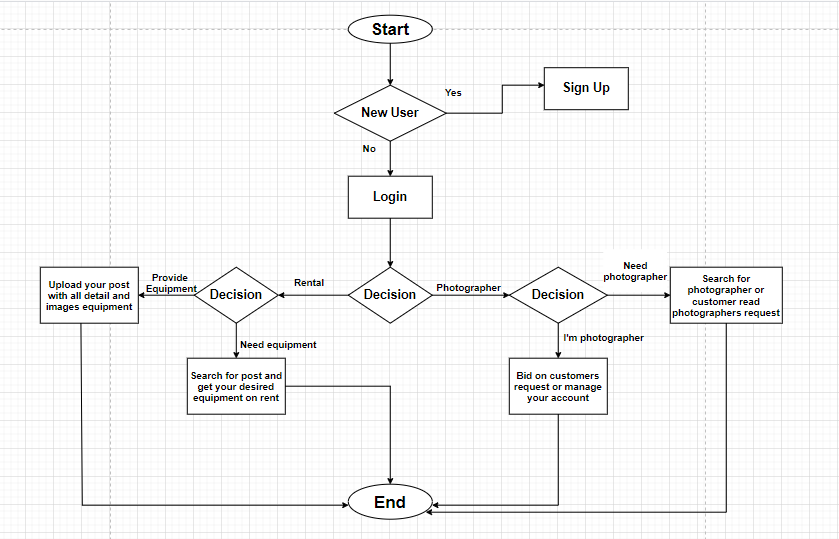 Start
Yes
Sign Up
New User
No
Login
Need
photographer
Provide
Equipment
Rental
Photographer
Upload your post
with all detail and
images equipment
Decision
Decision
Decision
Search for
photographer or
customer read
photographers request
Need equipment
I'm photographer
Search for post and
get your desired
equipment on rent
Bid on customers
request or manage
your account
End